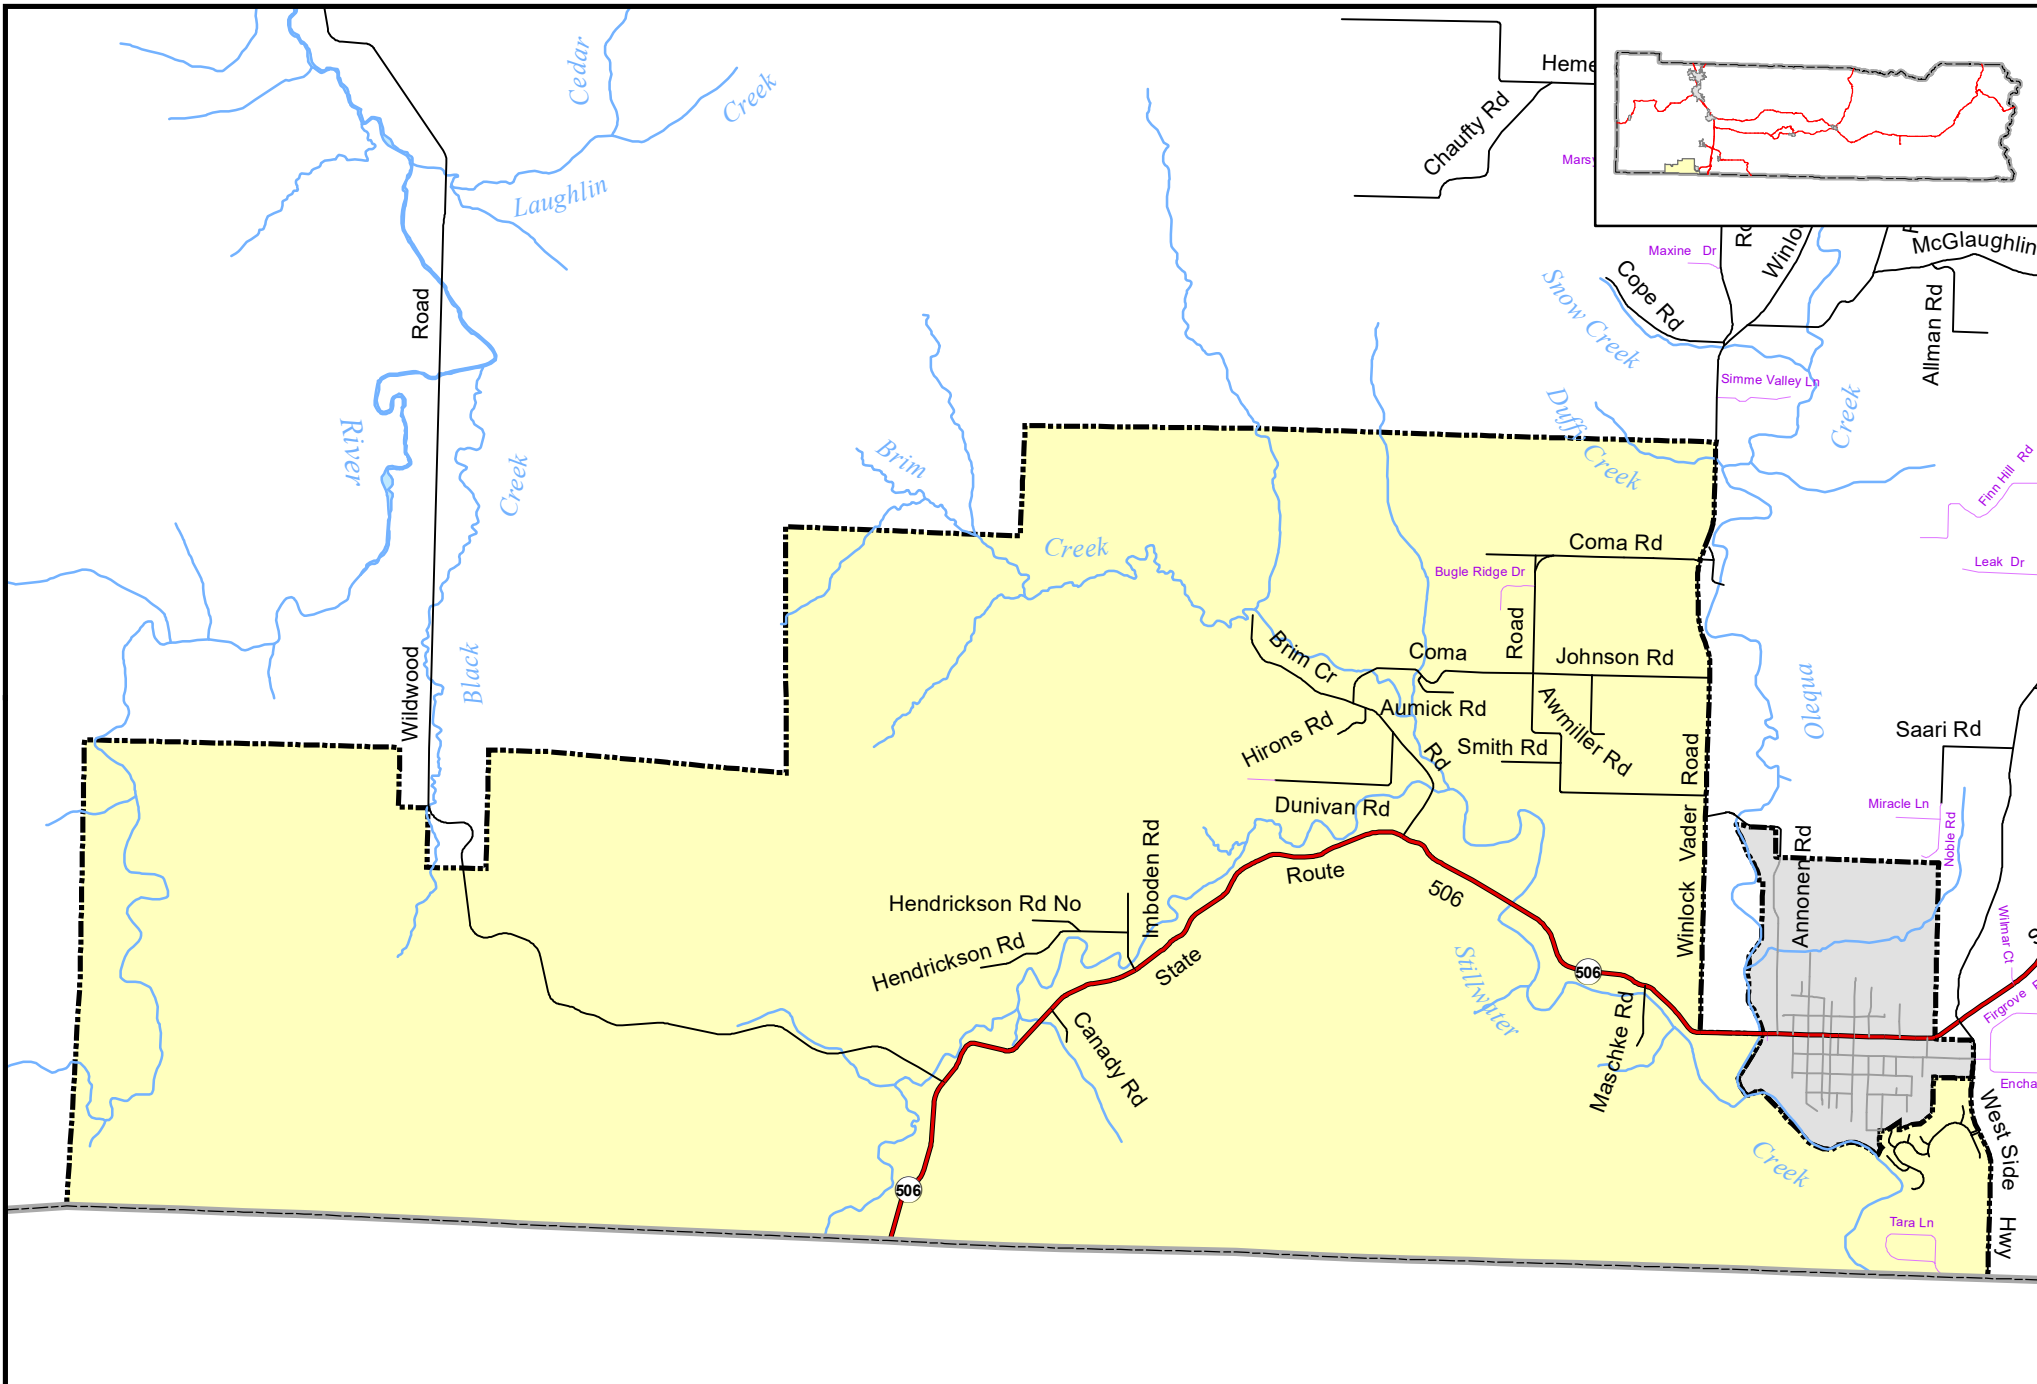 Cedar
Creek
Laughlin
Road
River
Creek
Black
Wildwood
Heme
Chaufty Rd
Mars
Maxine Dr
Ro
Winlo
McGlaughlin
Cope Rd
Snow Creek
Allman Rd
Simme Valley Ln
Duffy Creek
Creek
Finn Hill Rd
Leak Dr
Brim
Creek
Coma Rd
Bugle Ridge Dr
Road
Coma
Johnson Rd
Brim Cr
Rd
Aumick Rd
Awmiller Rd
Hirons Rd
Smith Rd
Dunivan Rd
Olequa
Saari Rd
Miracle Ln
Noble Rd
Winlock Vader Road
Annonen Rd
Imboden Rd
Route
506
Hendrickson Rd No
Hendrickson Rd
State
Stillwater
506
Wilmar Ct
Maschke Rd
Firgrove
Canady Rd
Encha
West Side Hwy
Creek
506
Tara Ln